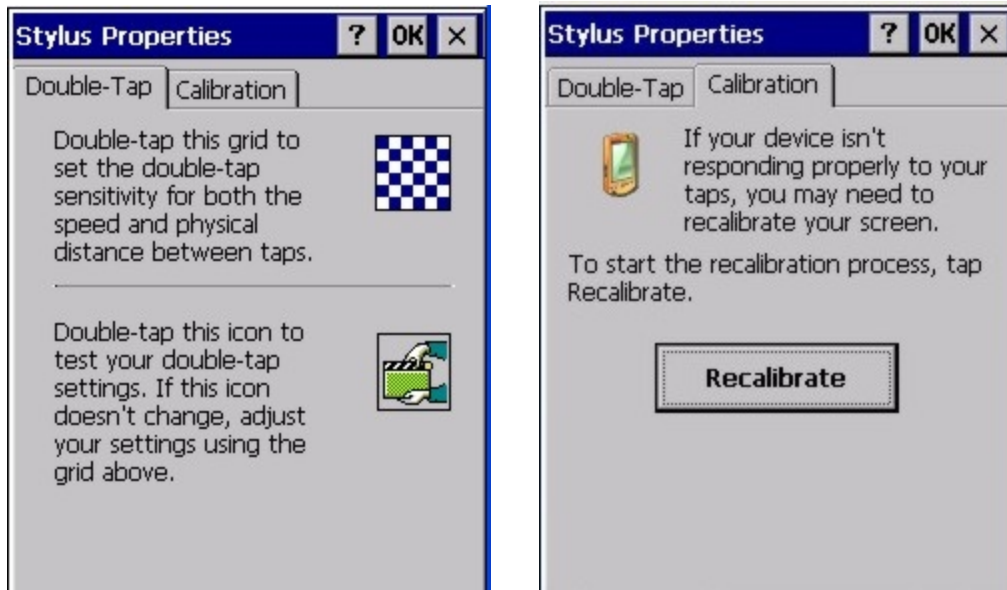 Stylus Properties ? OK ×
Double-Tap Calibration
Double-tap this grid to
set the double-tap
sensitivity for both the
speed and physical
distance between taps.
Double-tap this icon to
test your double-tap
settings. If this icon
doesn't change, adjust
your settings using the
grid above.
Stylus Properties ? OK ×
Double-Tap Calibration
If your device isn't
responding properly to your
taps, you may need to
recalibrate your screen.
To start the recalibration process, tap
Recalibrate.
Recalibrate